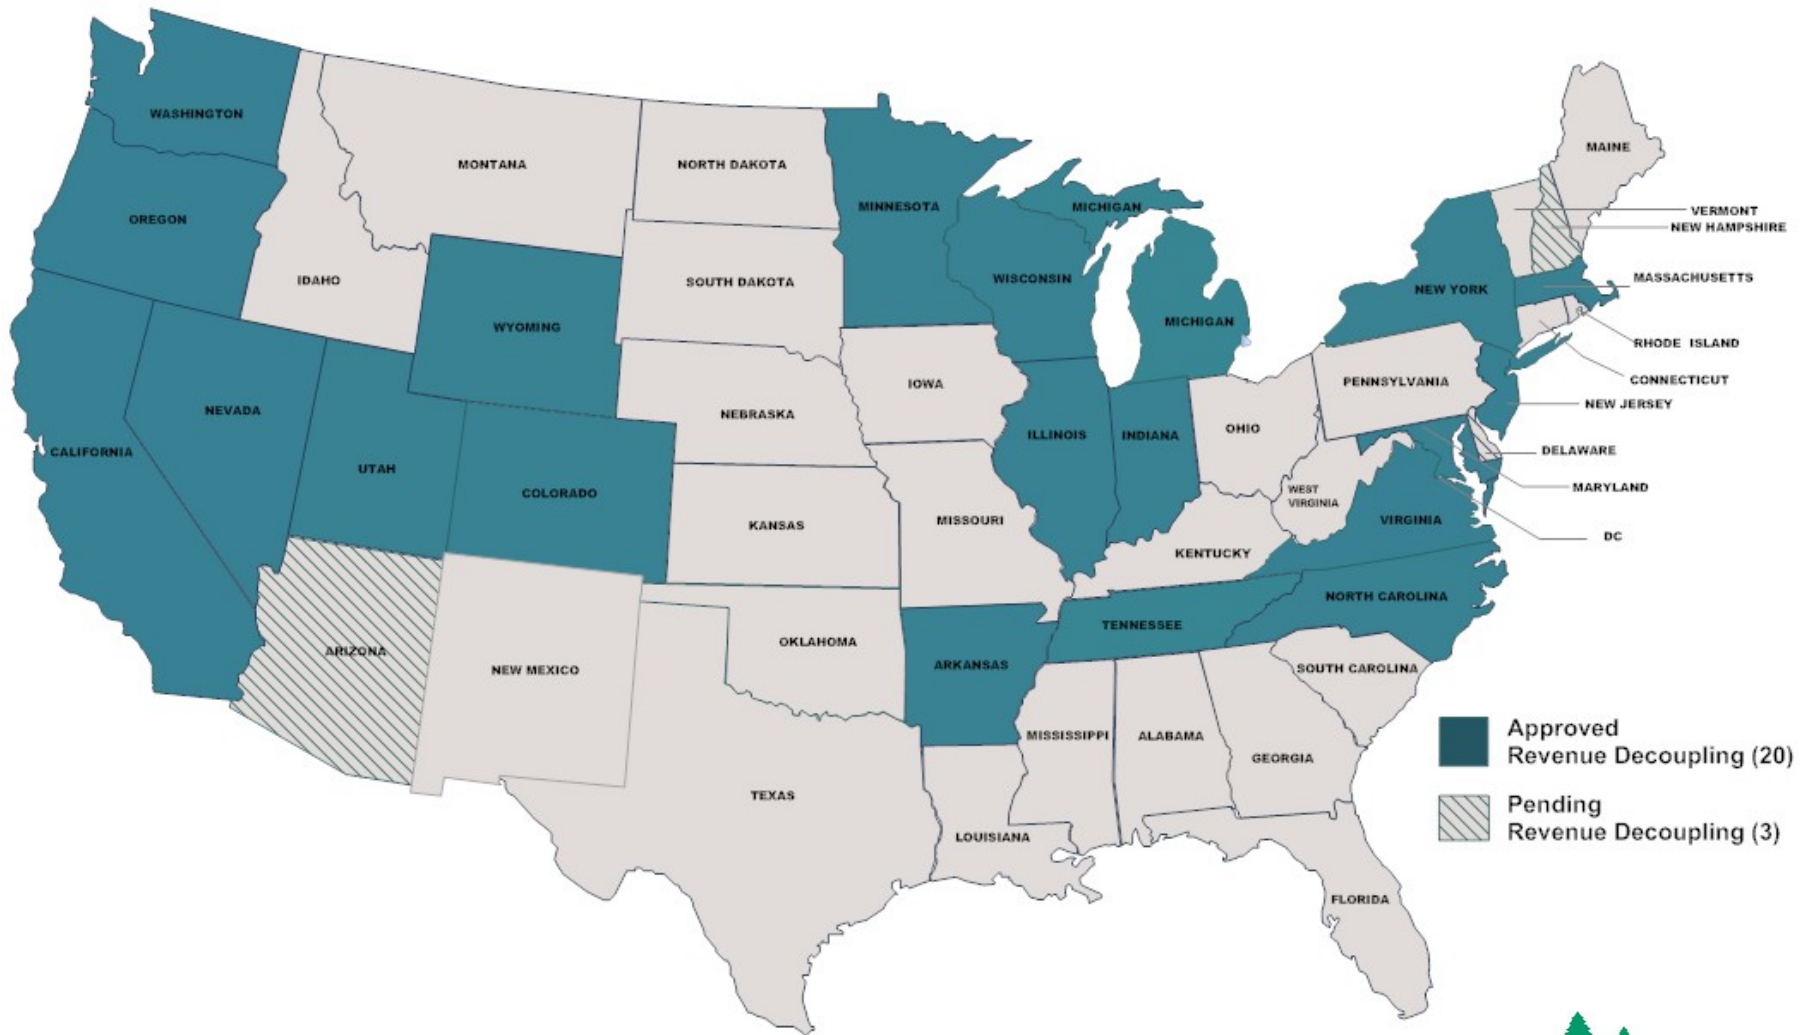 WASHINGTON
MONTANA
NORTH DAKOTA
MINNESOTA
MICHIGAN
MAINE
OREGON
IDAHO
SOUTH DAKOTA
WISCONSIN
MICHIGAN
NEW YORK
VERMONT
NEW HAMPSHIRE
MASSACHUSETTS
RHODE ISLAND
CONNECTICUT
NEW JERSEY
DELAWARE
MARYLAND
DC
WYOMING
IOWA
PENNSYLVANIA
NEVADA
NEBRASKA
ILLINOIS
INDIANA
OHIO
CALIFORNIA
UTAH
COLORADO
KANSAS
MISSOURI
WEST
VIRGINIA
VIRGINIA
KENTUCKY
NORTH CAROLINA
TENNESSEE
ARIZONA
NEW MEXICO
OKLAHOMA
ARKANSAS
SOUTH CAROLINA
MISSISSIPPI
ALABAMA
GEORGIA
TEXAS
LOUISIANA
FLORIDA
Approved
Revenue Decoupling (20)
Pending
Revenue Decoupling (3)